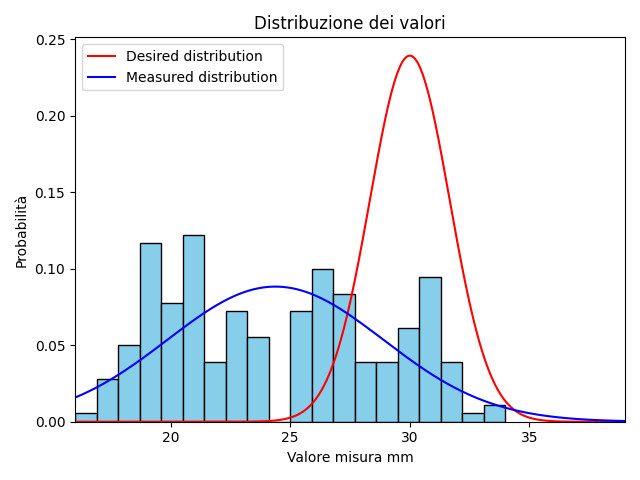 Distribuzione dei valori
Desired distribution
Measured distribution
0.25
0.20
0.15
0.10
0.05
0.00
Probabilità
20 25 30 35
Valore misura mm